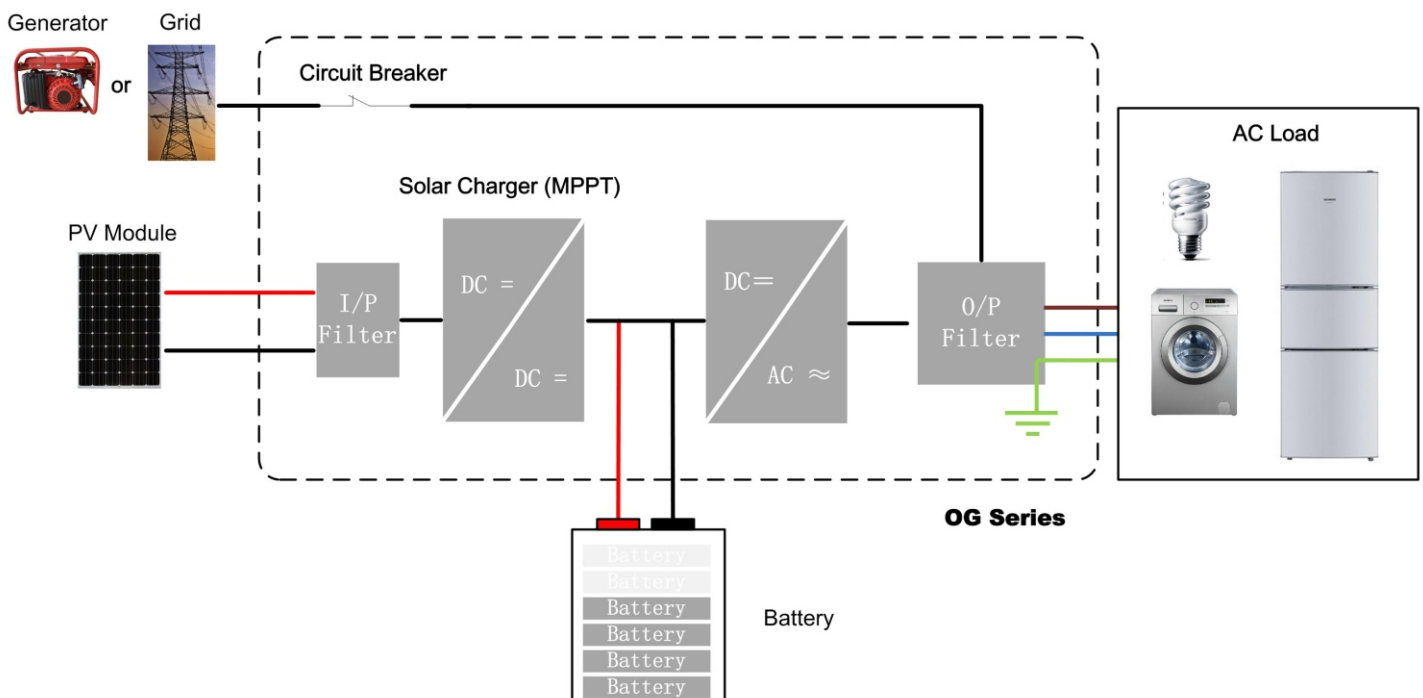 Generator
Grid
or
Circuit Breaker
AC Load
Solar Charger (MPPT)
PV Module
I/P
Filter
DC =
DC =
DC=
AC ≈
O/P
Filter
OG Series
Battery
Battery
Battery
Battery
Battery
Battery
Battery